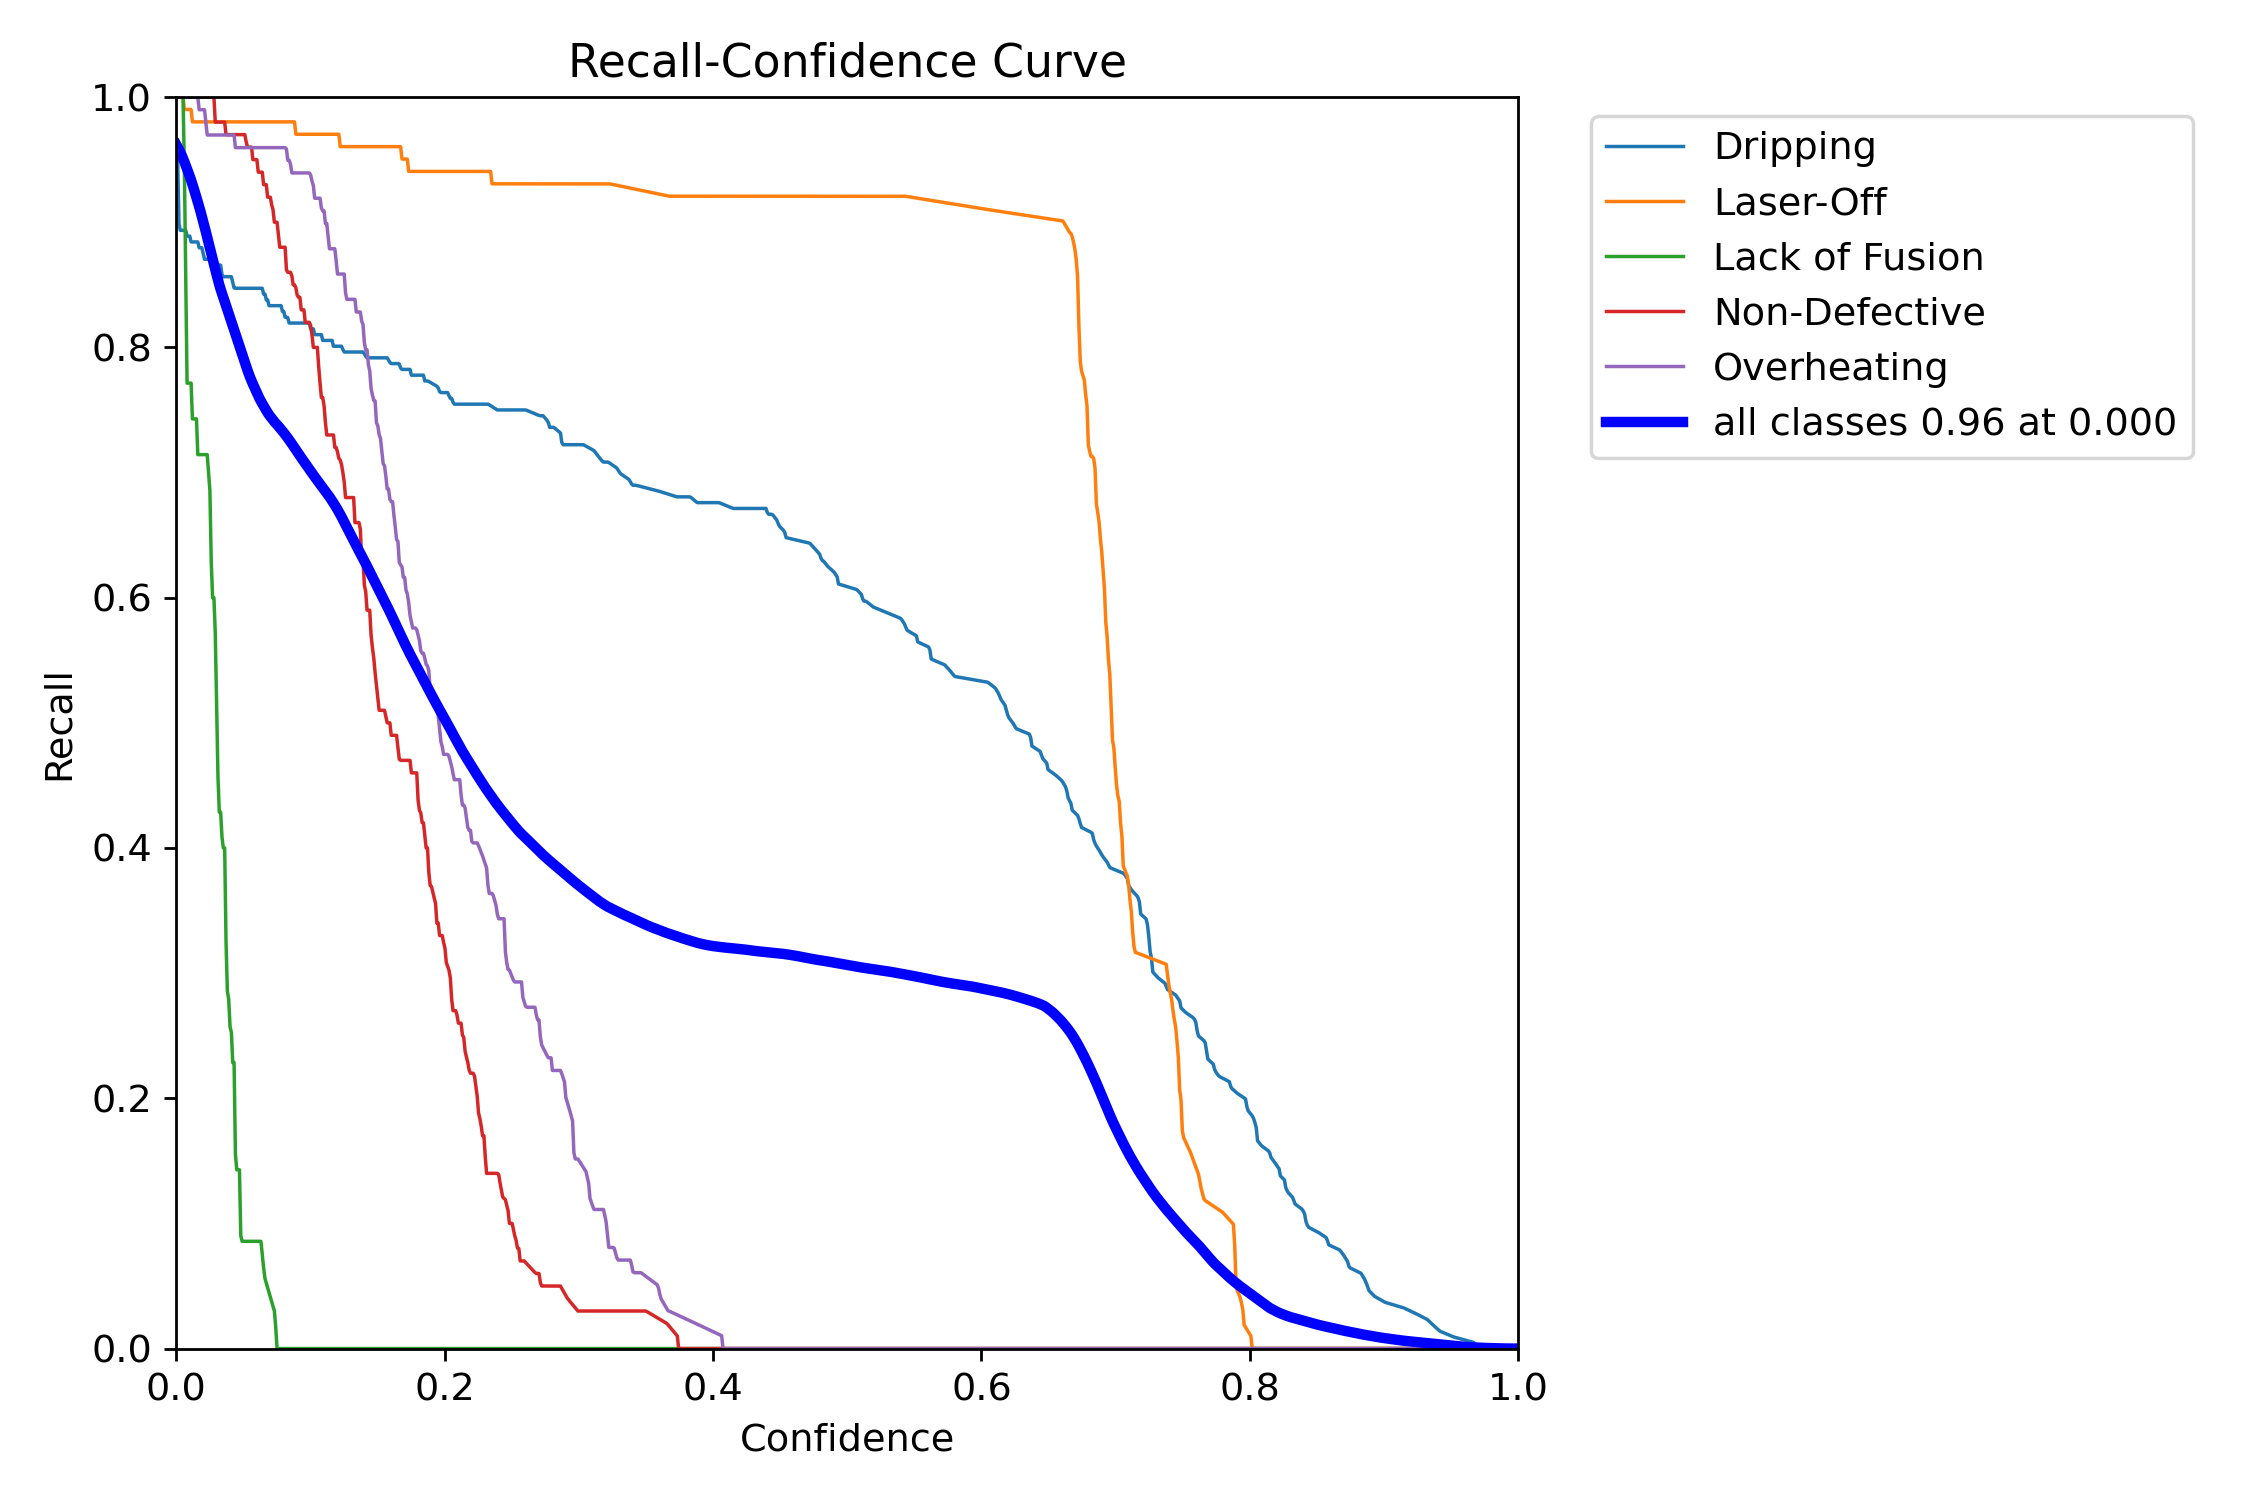 Recall-Confidence Curve
1.0
0.8
0.6
0.4
0.2
0.0
Recall
0.0 0.2 0.4 0.6 0.8 1.0
Confidence
Dripping
Laser-Off
Lack of Fusion
Non-Defective
Overheating
all classes 0.96 at 0.000